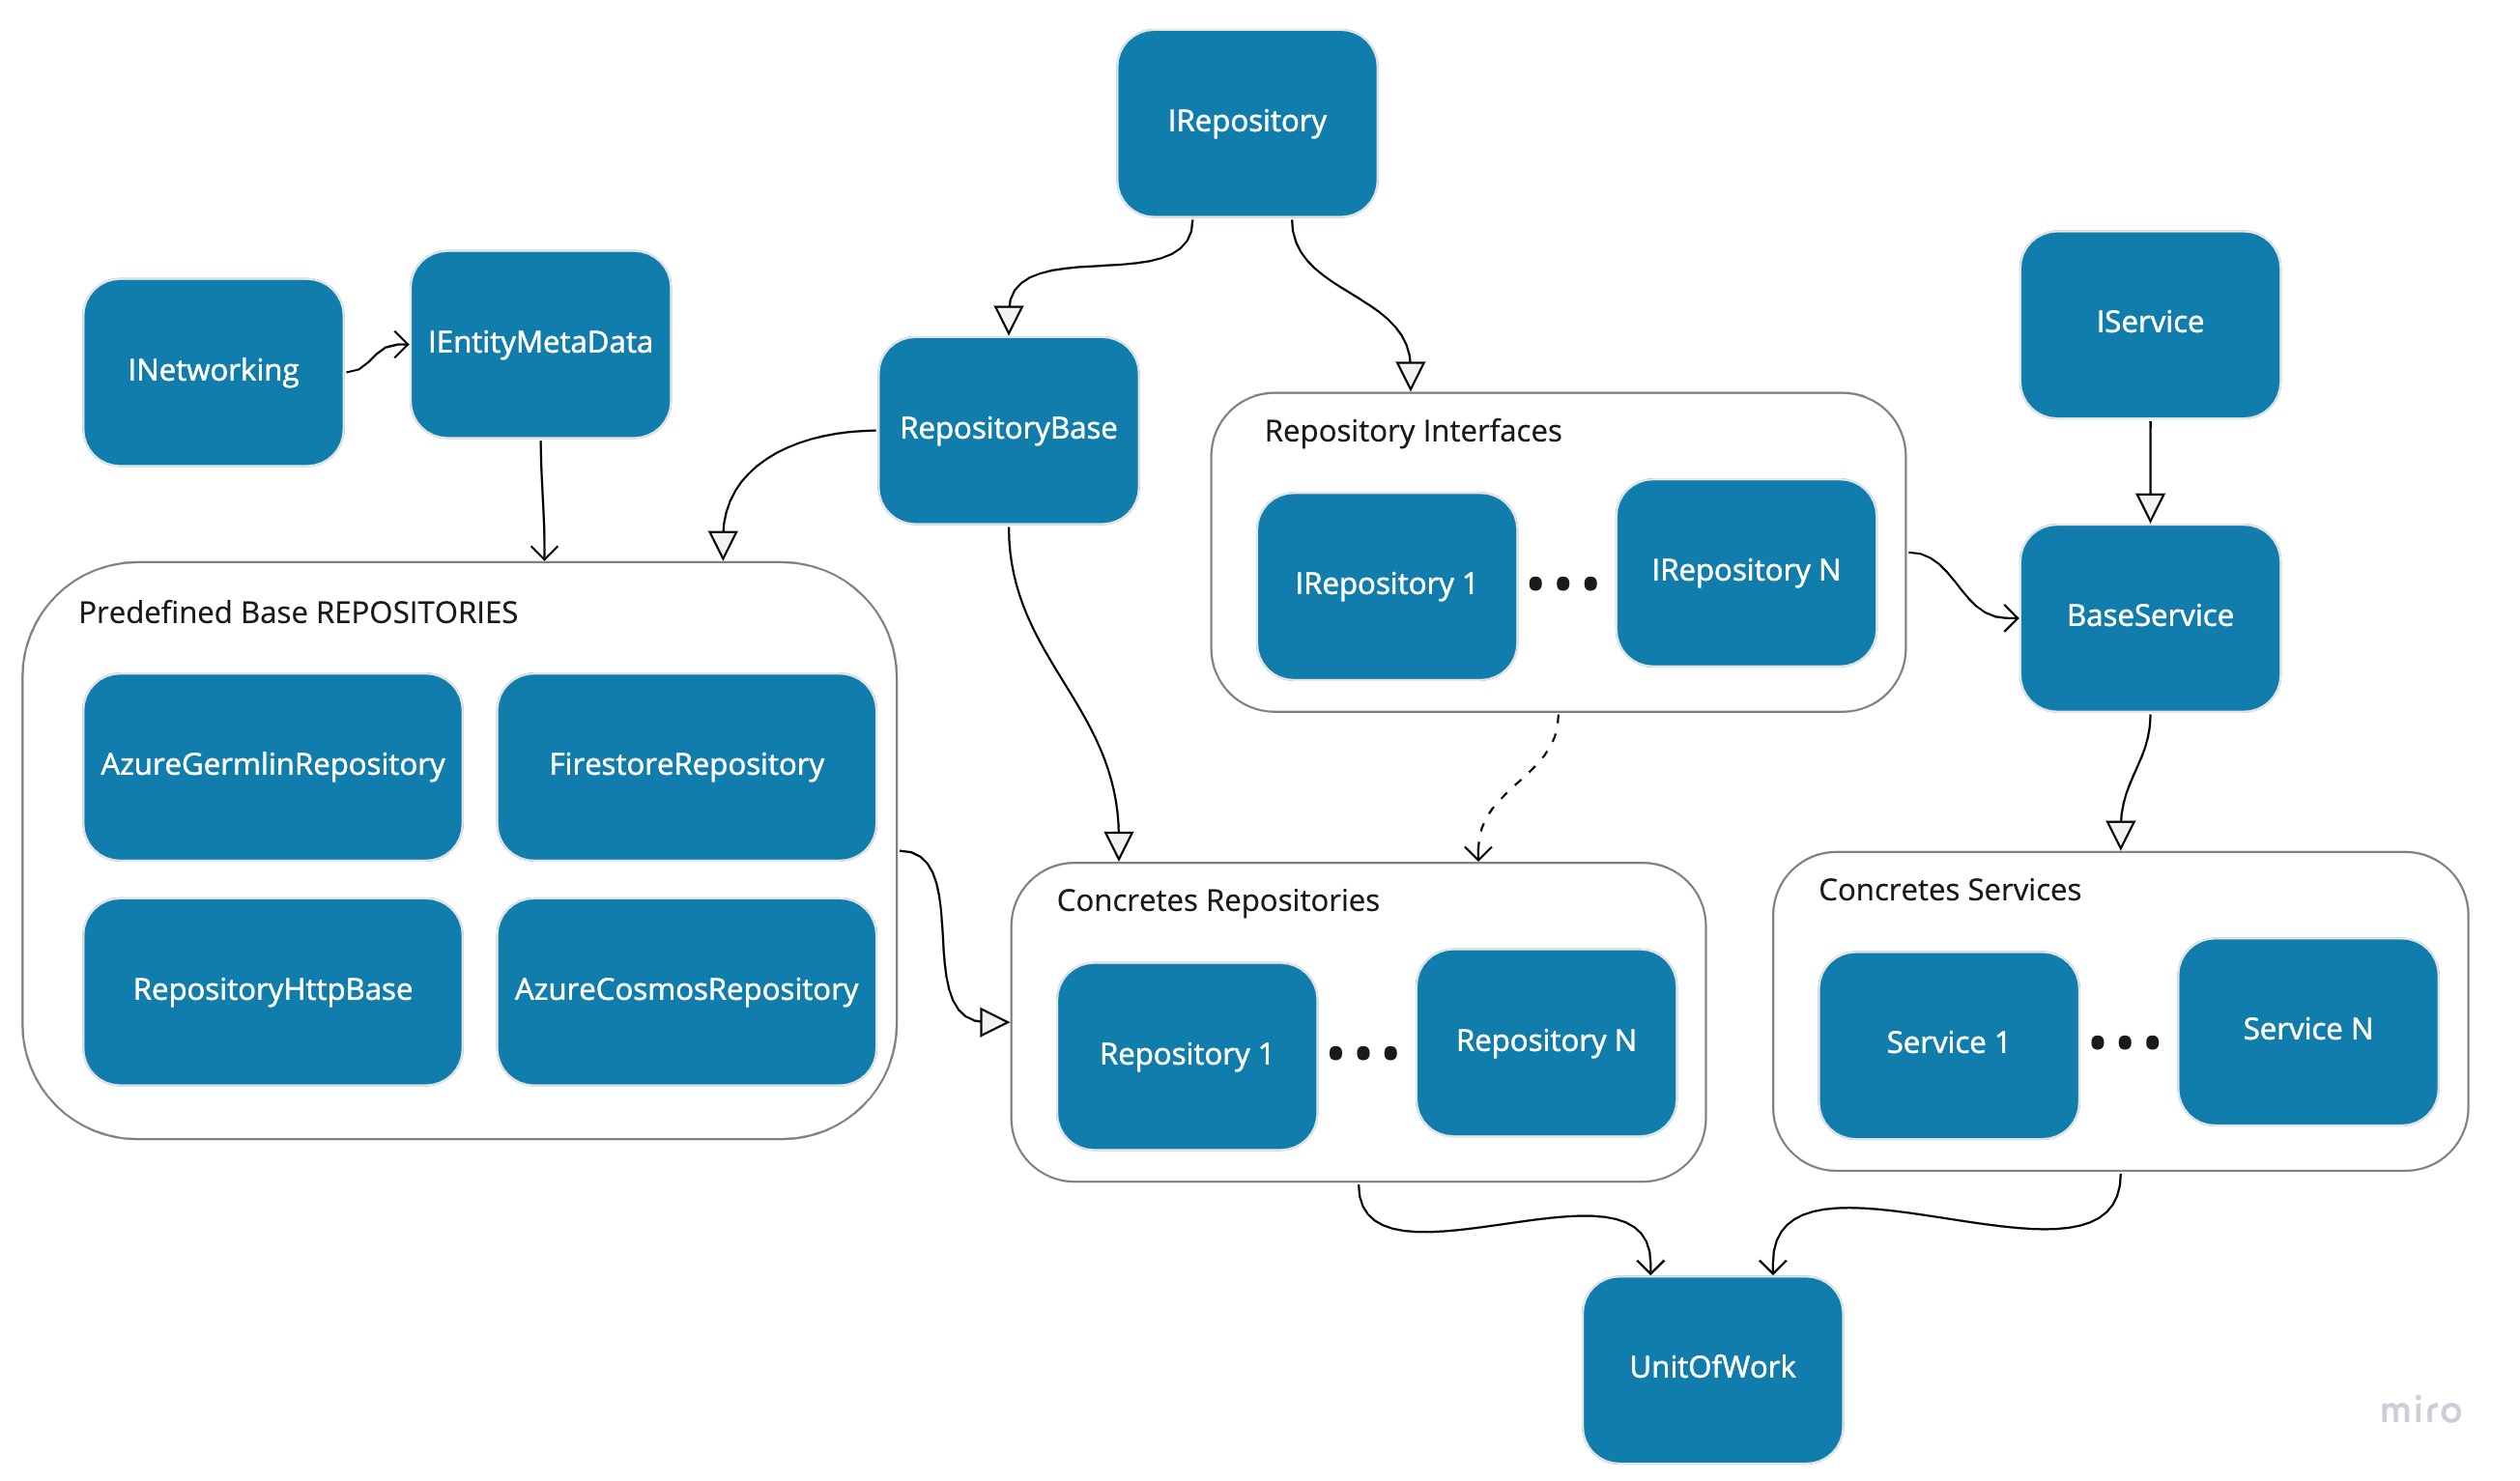 IRepository
INetworking
IEntityMetaData
RepositoryBase
Repository Interfaces
IRepository 1
IRepository N
IService
BaseService
Predefined Base REPOSITORIES
AzureGermlinRepository
FirestoreRepository
RepositoryHttpBase
AzureCosmosRepository
Concretes Repositories
Repository 1
Repository N
Concretes Services
Service 1
Service N
UnitOfWork
miro